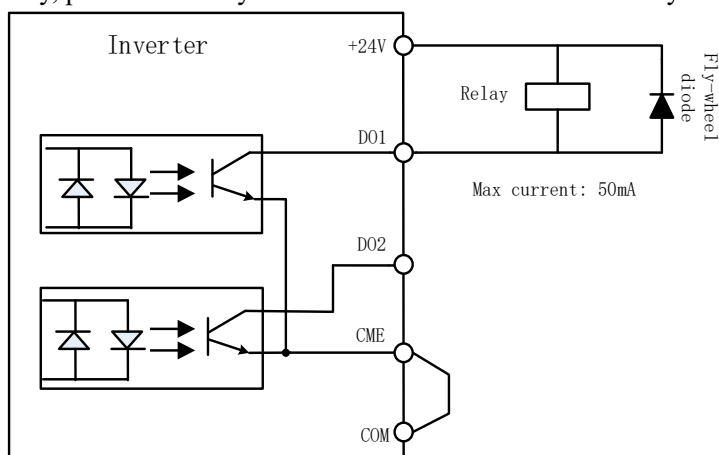 Inverter
+24V
Relay
Fly-wheel
diode
DO1
Max current: 50mA
DO2
CME
COM